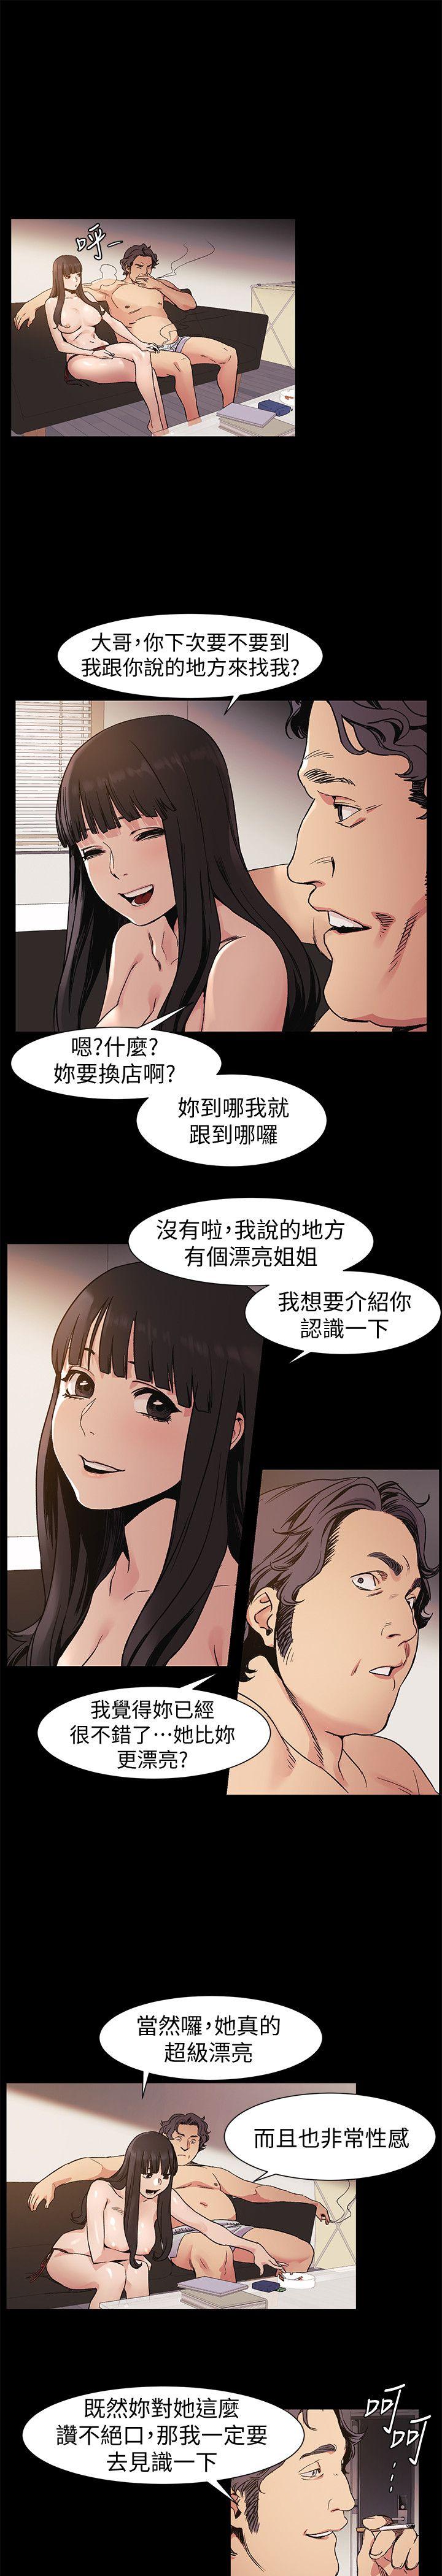 呼~
大哥，你下次要不要到
我跟你說的地方來找我?
嗯?什麼?
妳要換店啊?
妳到哪我就
跟到哪囉
沒有啦，我說的地方
有個漂亮姐姐
我想要介紹你
認識一下
我覺得妳已經
很不錯了…她比妳
更漂亮?
當然囉，她真的
超級漂亮
而且也非常性感
既然妳對她這麼
讚不絕口，那我一定要
去見識一下
呵
呵
⋮